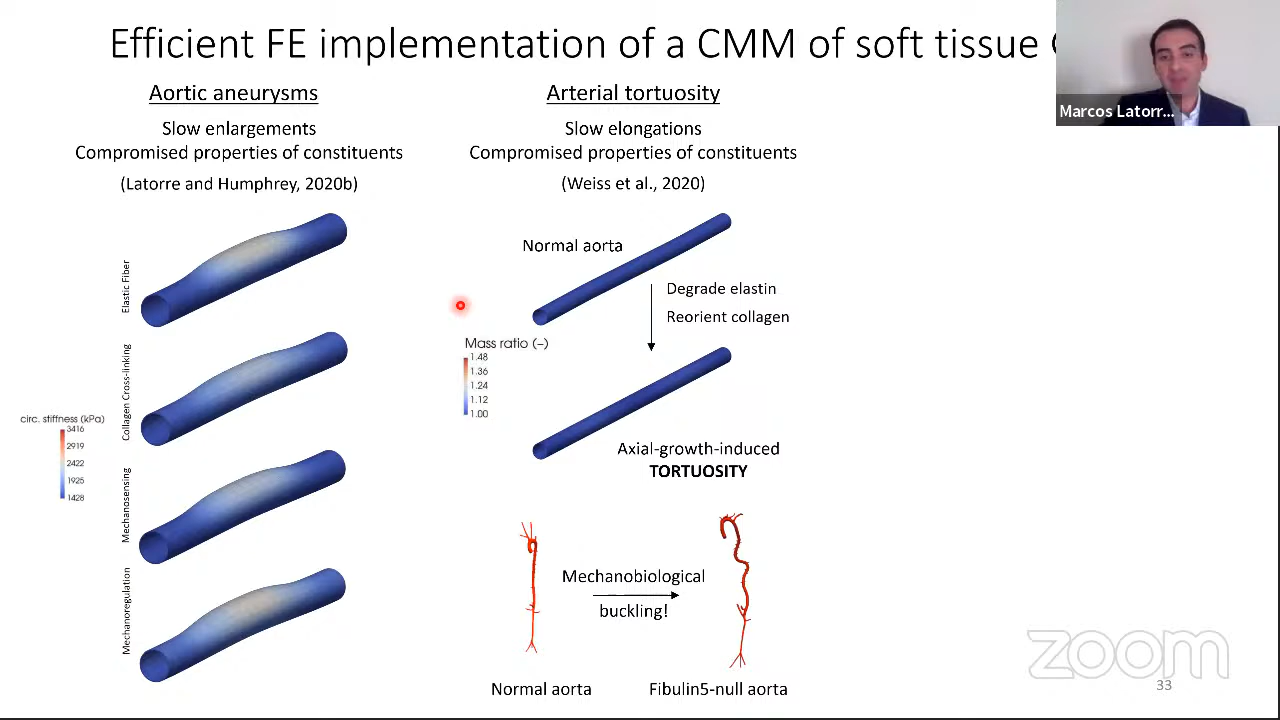 Efficient FE implementation of a CMM of soft tissue
Marcos Latorr...
Aortic aneurysms
Slow enlargements
Compromised properties of constituents
(Latorre and Humphrey, 2020b)
Elastic Fiber
Collagen Cross-linking
Mechanosensing
Mechanoregulation
circ. stiffness (kPa)
3416
2919
2422
1925
1428
Arterial tortuosity
Slow elongations
Compromised properties of constituents
(Weiss et al., 2020)
Normal aorta
Degrade elastin
Reorient collagen
Mass ratio (–)
1.48
1.36
1.24
1.12
1.00
Axial-growth-induced
TORTUOSITY
Mechanobiological
buckling!
Normal aorta
Fibulin5-null aorta
zoom
33